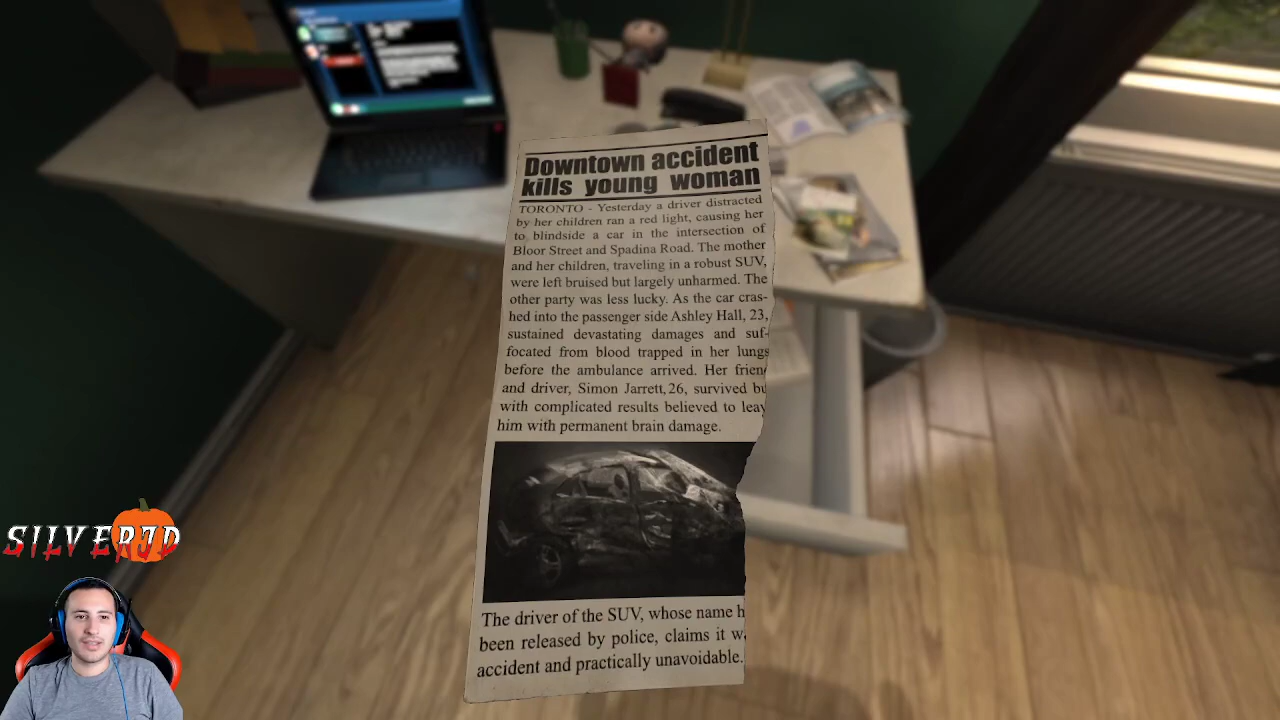 Downtown accident
kills young woman
TORONTO - Yesterday a driver distracted
by her children ran a red light, causing her
to blindside a car in the intersection of
Bloor Street and Spadina Road. The mother
and her children, traveling in a robust SUV,
were left bruised but largely unharmed. The
other party was less lucky. As the car cras-
hed into the passenger side Ashley Hall, 23,
sustained devastating damages and suf-
focated from blood trapped in her lungs
before the ambulance arrived. Her frien
and driver, Simon Jarrett, 26, survived bu
with complicated results believed to leav
him with permanent brain damage.
The driver of the SUV, whose name h
been released by police, claims it w
accident and practically unavoidable.
SILVERJD